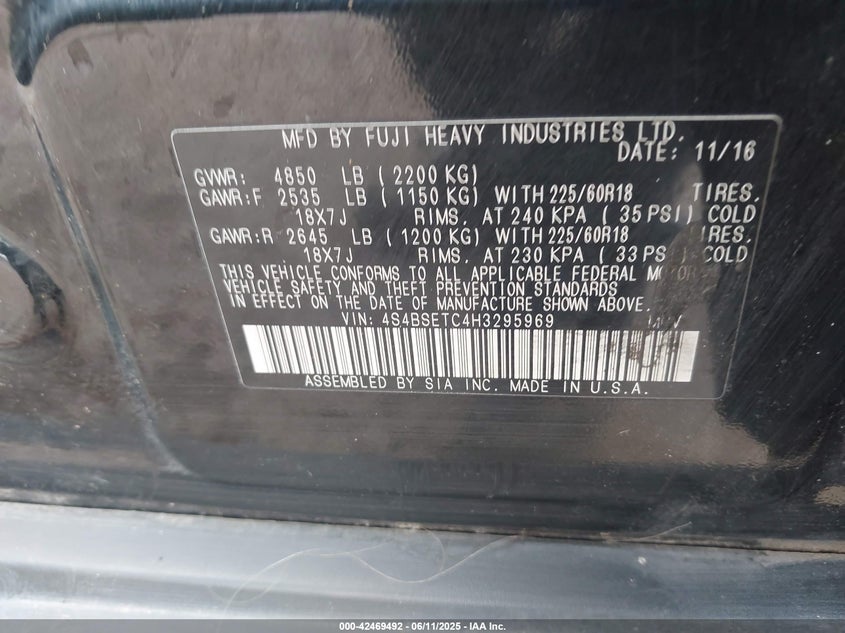 MFD BY FUJI HEAVY INDUSTRIES LTD.
DATE: 11/16
GVWR: 4850 LB (2200 KG)
GAWR:F 2535 LB (1150 KG) WITH 225/60R18 TIRES.
18X7J RIMS. AT 240 KPA (35 PSI) COLD
GAWR:R 2645 LB (1200 KG) WITH 225/60R18 IRES.
18X7J RIMS. AT 230 KPA (33 PS ) COLD
THIS VEHICLE CONFORMS TO ALL APPLICABLE FEDERAL
VEHICLE SAFETY AND THEFT PREVENTION STANDARDS
IN EFFECT ON THE DATE OF MANUFACTURE SHOWN ABOVE.
VIN: 4S4BSETC4H3295969
ASSEMBLED BY SIA INC. MADE IN U.S.A.
000-42469492 - 06/11/2025 - IAA Inc.